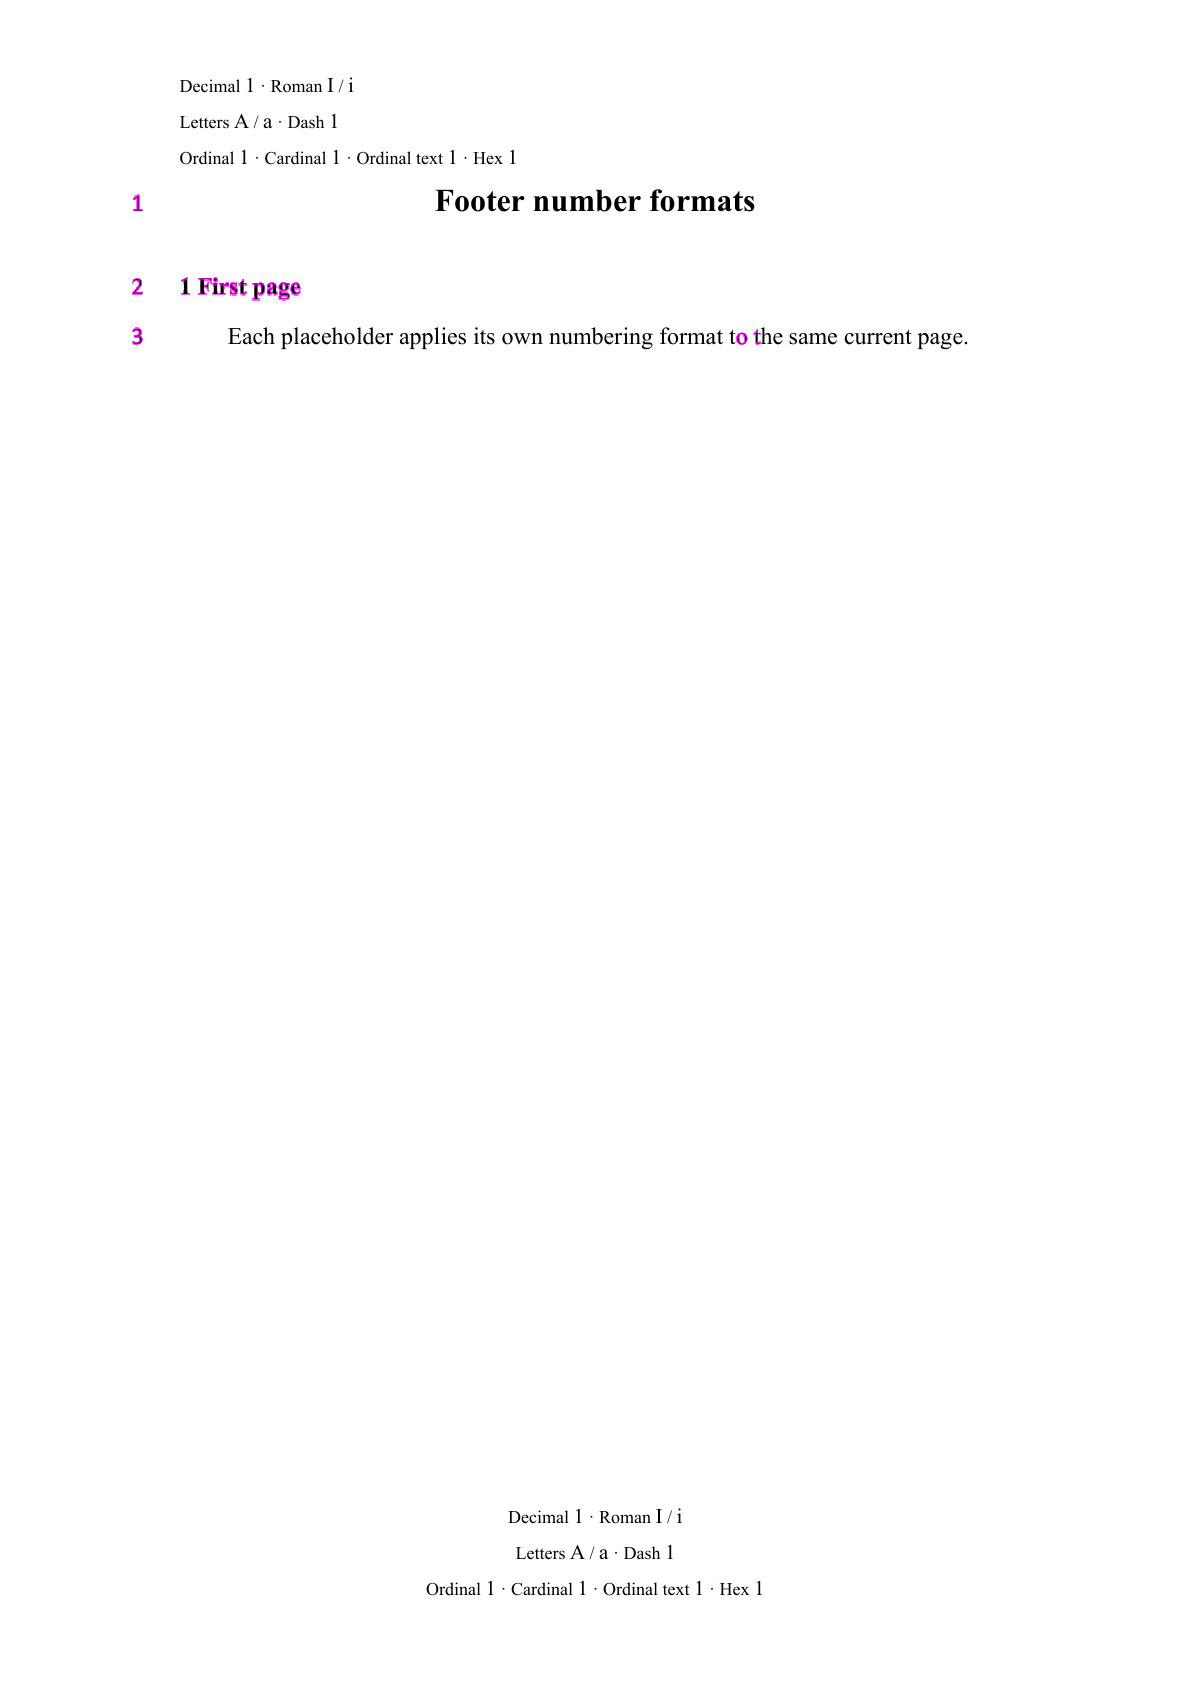 Decimal 1 · Roman I / i
Letters A / a · Dash 1
Ordinal 1 · Cardinal 1 · Ordinal text 1 · Hex 1
1 Footer number formats
2 1 First page
3 Each placeholder applies its own numbering format to the same current page.
Decimal 1 · Roman I / i
Letters A / a · Dash 1
Ordinal 1 · Cardinal 1 · Ordinal text 1 · Hex 1